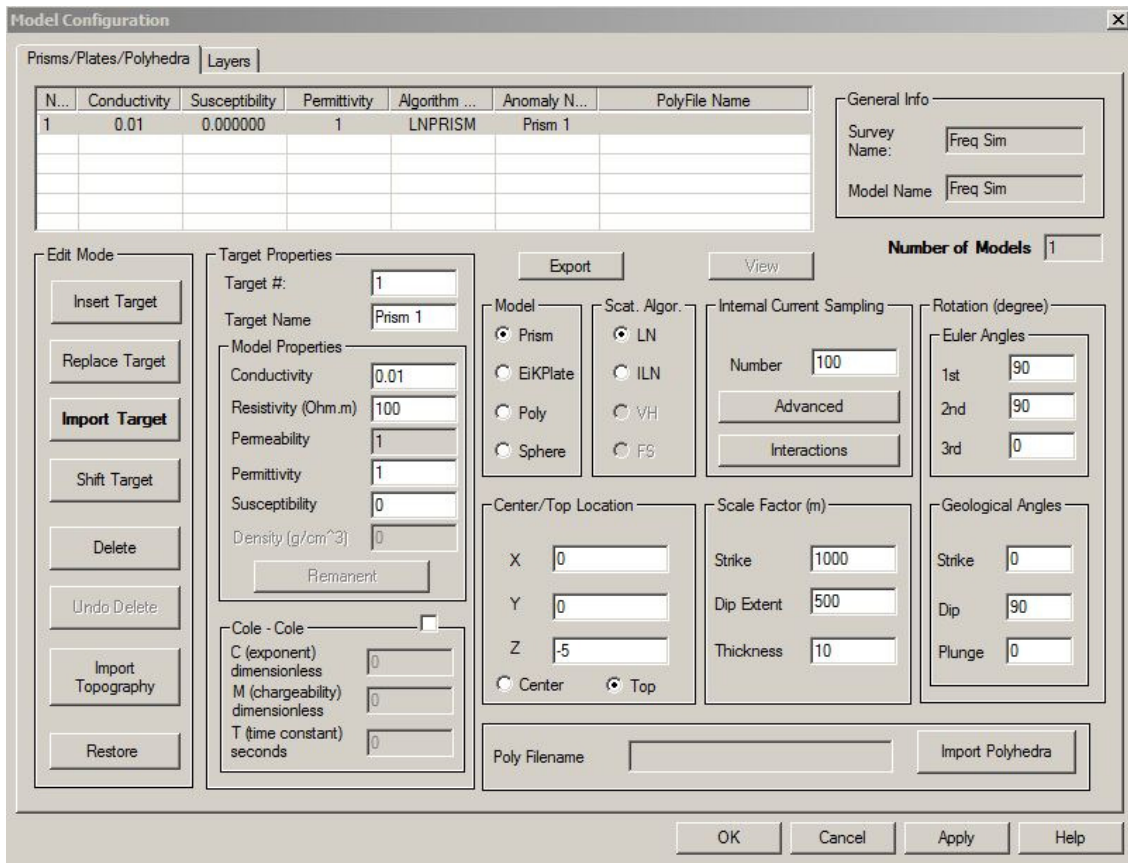 Model Configuration
Prisms/Plates/Polyhedra Layers
N... Conductivity Susceptibility Permittivity Algorithm ... Anomaly N... PolyFile Name
1 0.01 0.000000 1 LNPRISM Prism 1
General Info
Survey Name: Freq Sim
Model Name Freq Sim
Number of Models 1
Edit Mode
Insert Target
Replace Target
Import Target
Shift Target
Delete
Undo Delete
Import
Topography
Restore
Target Properties
Target #: 1
Target Name Prism 1
Model Properties
Conductivity 0.01
Resistivity (Ohm.m) 100
Permeability 1
Permittivity 1
Susceptibility 0
Density (g/cm^3) 0
Remanent
Cole - Cole
C (exponent)
dimensionless 0
M (chargeability)
dimensionless 0
T (time constant)
seconds 0
Export View
Model
Prism
EiKPlate
Poly
Sphere
Scat. Algor.
LN
ILN
VH
FS
Internal Current Sampling
Number 100
Advanced
Interactions
Rotation (degree)
Euler Angles
1st 90
2nd 90
3rd 0
Center/Top Location
X 0
Y 0
Z -5
Center Top
Scale Factor (m)
Strike 1000
Dip Extent 500
Thickness 10
Geological Angles
Strike 0
Dip 90
Plunge 0
Poly Filename Import Polyhedra
OK Cancel Apply Help